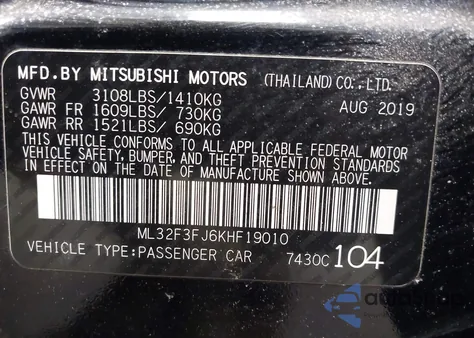 MFD.BY MITSUBISHI MOTORS (THAILAND)CO.,LTD.
GVWR 3108LBS/1410KG AUG 2019
GAWR FR 1609LBS/ 730KG
GAWR RR 1521LBS/ 690KG
THIS VEHICLE CONFORMS TO ALL APPLICABLE FEDERAL MOTOR
VEHICLE SAFETY, BUMPER, AND THEFT PREVENTION STANDARDS
IN EFFECT ON THE DATE OF MANUFACTURE SHOWN ABOVE.
ML32F3FJ6KHF19010
VEHICLE TYPE:PASSENGER CAR 7430C 104